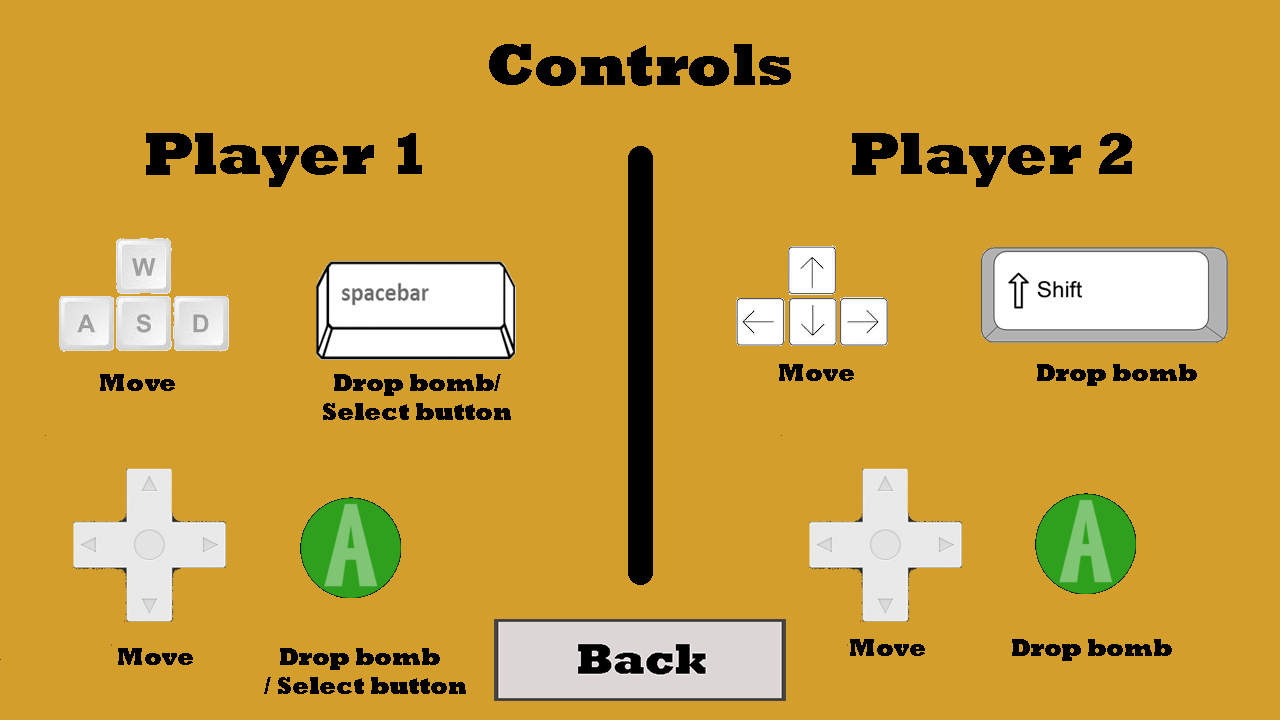 Controls
Player 1
Player 2
W
A S D
spacebar
Move
Drop bomb/
Select button
↑
← ↓ →
⇧ Shift
Move
Drop bomb
A
Move
Drop bomb
/ Select button
A
Move
Drop bomb
Back